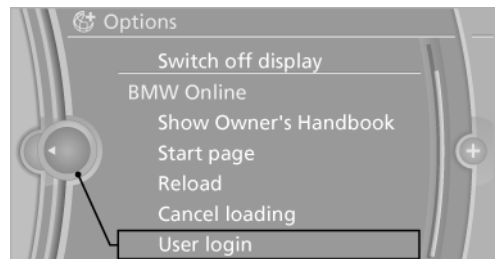 Options
Switch off display
BMW Online
Show Owner's Handbook
Start page
Reload
Cancel loading
User login